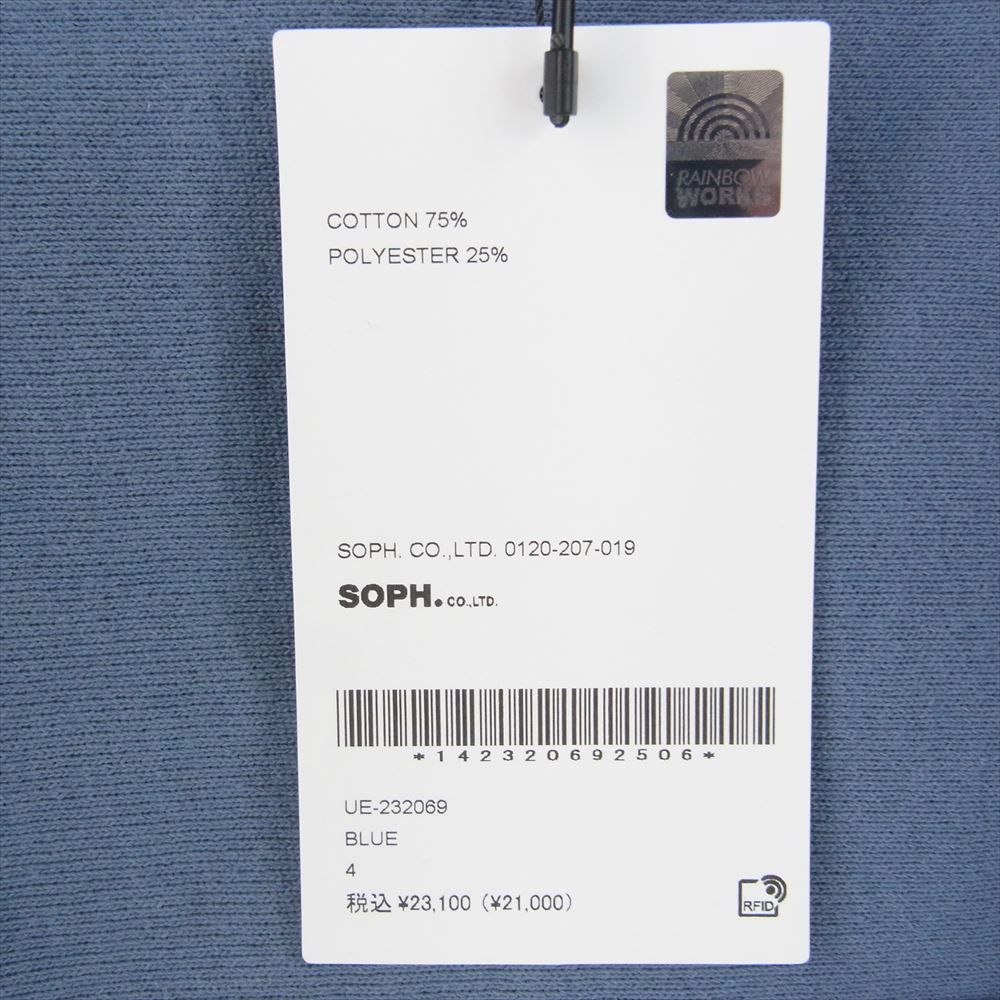 RAINBOW
WORKS
COTTON 75%
POLYESTER 25%
SOPH. CO.,LTD. 0120-207-019
SOPH. CO.,LTD.
*142320692506*
UE-232069
BLUE
4
税込 ¥23,100 (¥21,000)
RFID